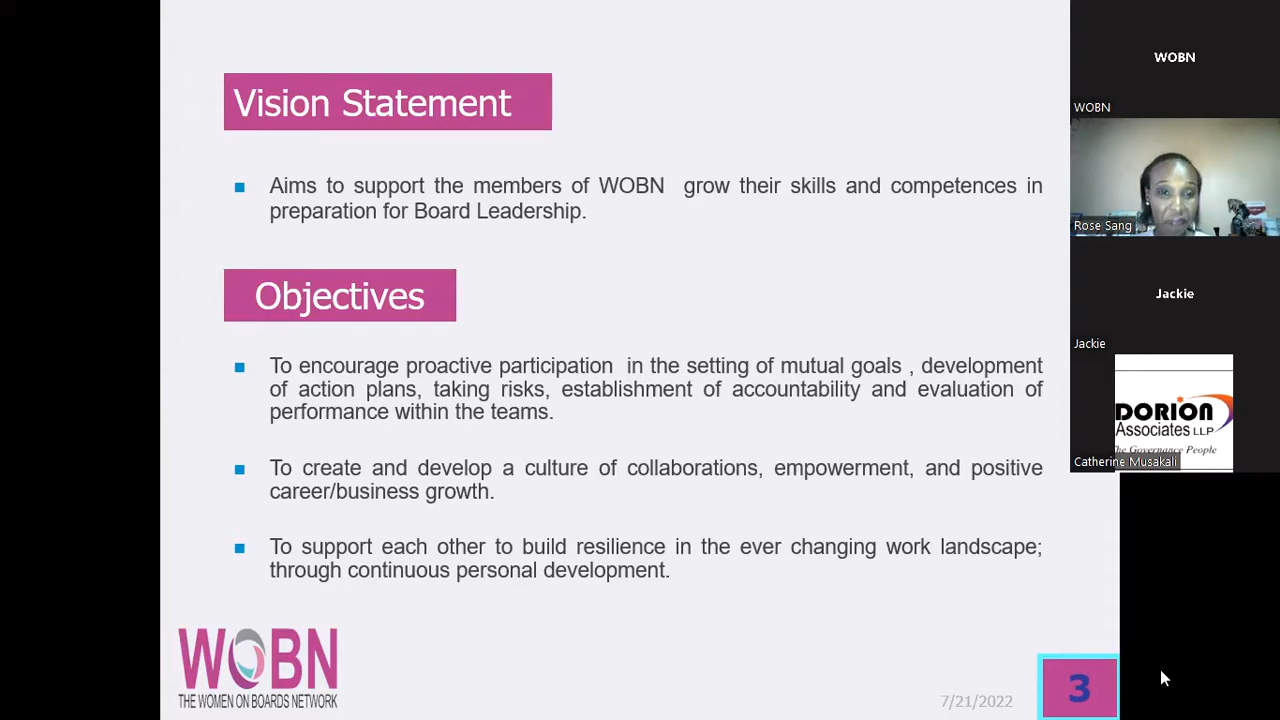 Vision Statement
Aims to support the members of WOBN grow their skills and competences in
preparation for Board Leadership.
Objectives
To encourage proactive participation in the setting of mutual goals , development
of action plans, taking risks, establishment of accountability and evaluation of
performance within the teams.
To create and develop a culture of collaborations, empowerment, and positive
career/business growth.
To support each other to build resilience in the ever changing work landscape;
through continuous personal development.
WOBN
THE WOMEN ON BOARDS NETWORK
7/21/2022
3
WOBN
WOBN
Rose Sang
Jackie
Jackie
DORION
Associates LLP
The Governance People
Catherine Musakali